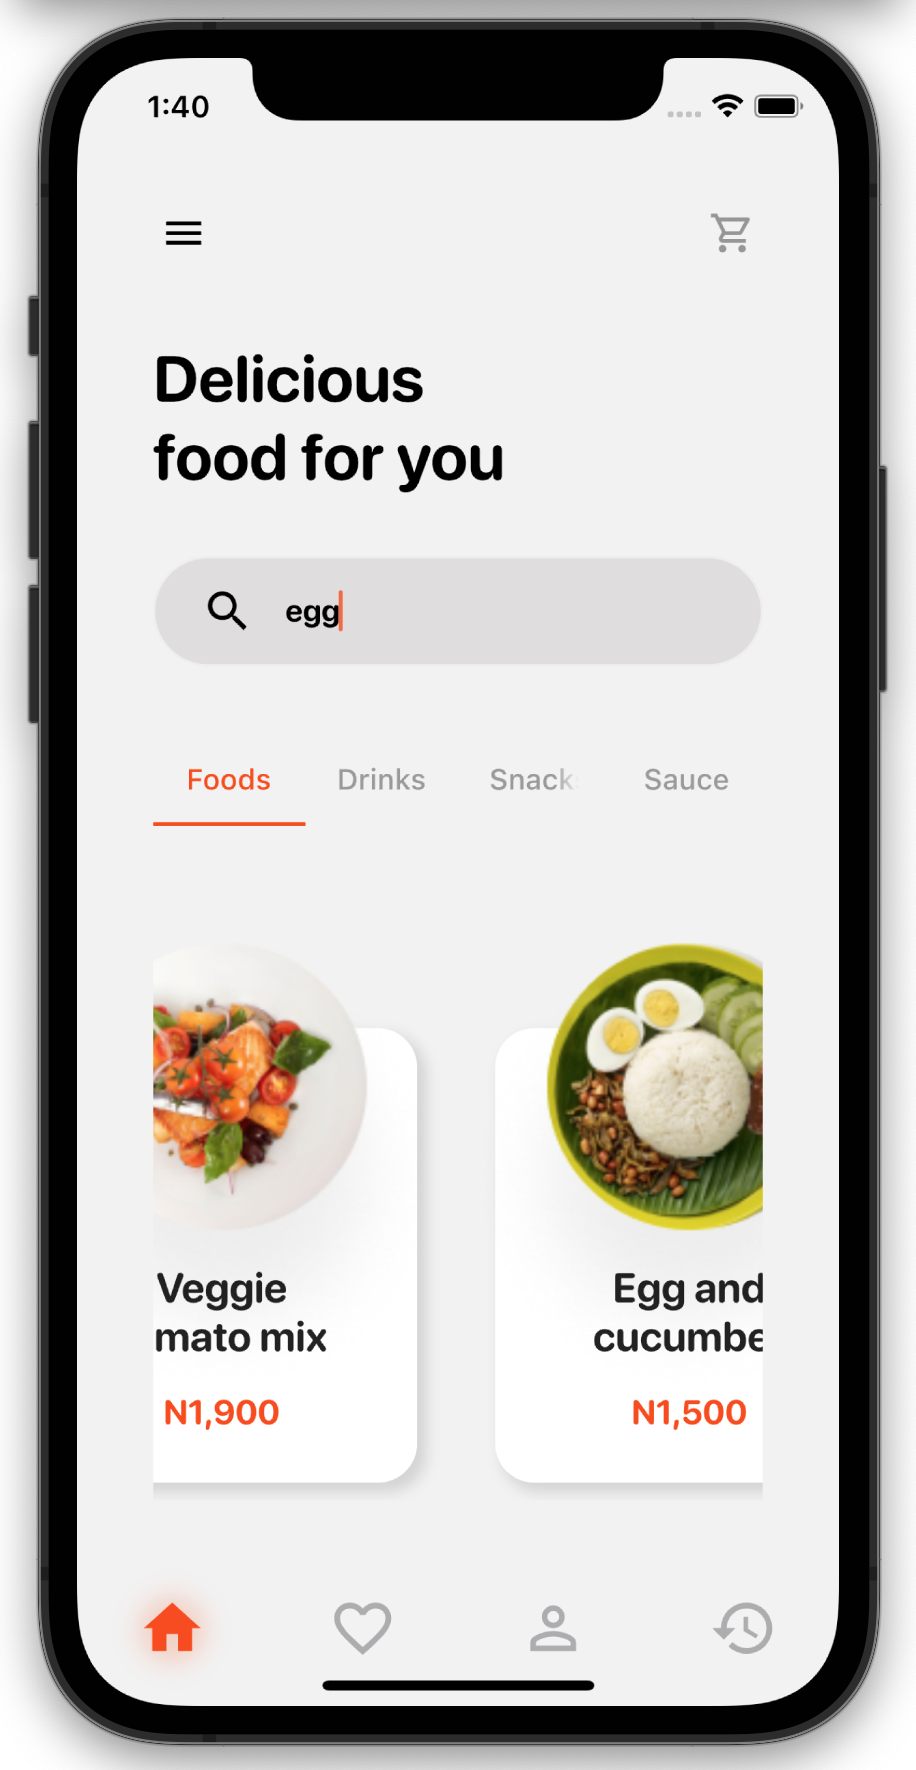 1:40
Delicious
food for you
egg
Foods Drinks Snack Sauce
Veggie
mato mix
N1,900
Egg and
cucumbe
N1,500